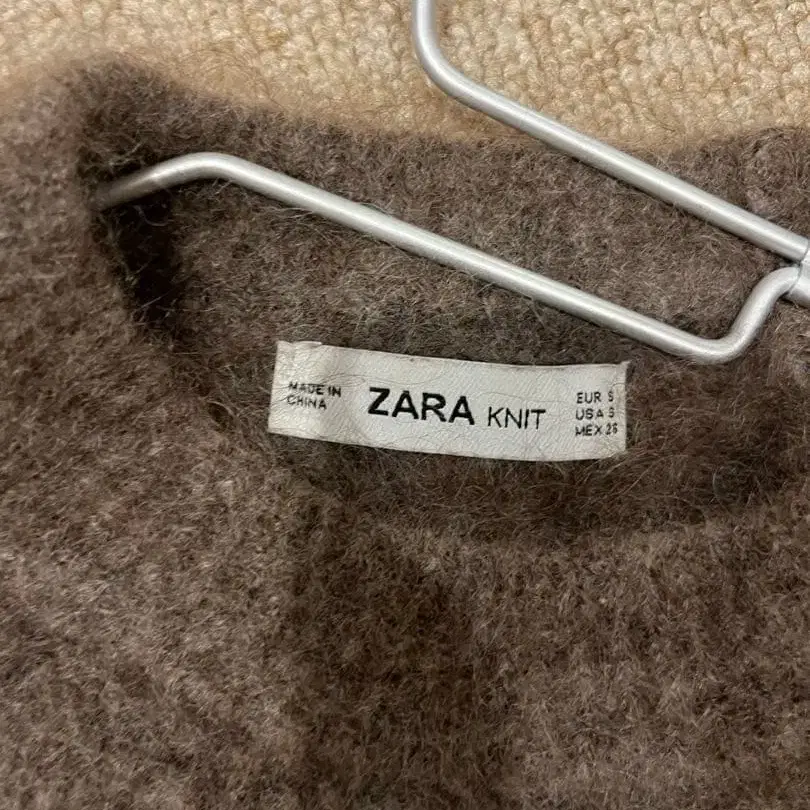 MADE IN
CHINA
ZARA KNIT
EUR S
USA S
MEX 26